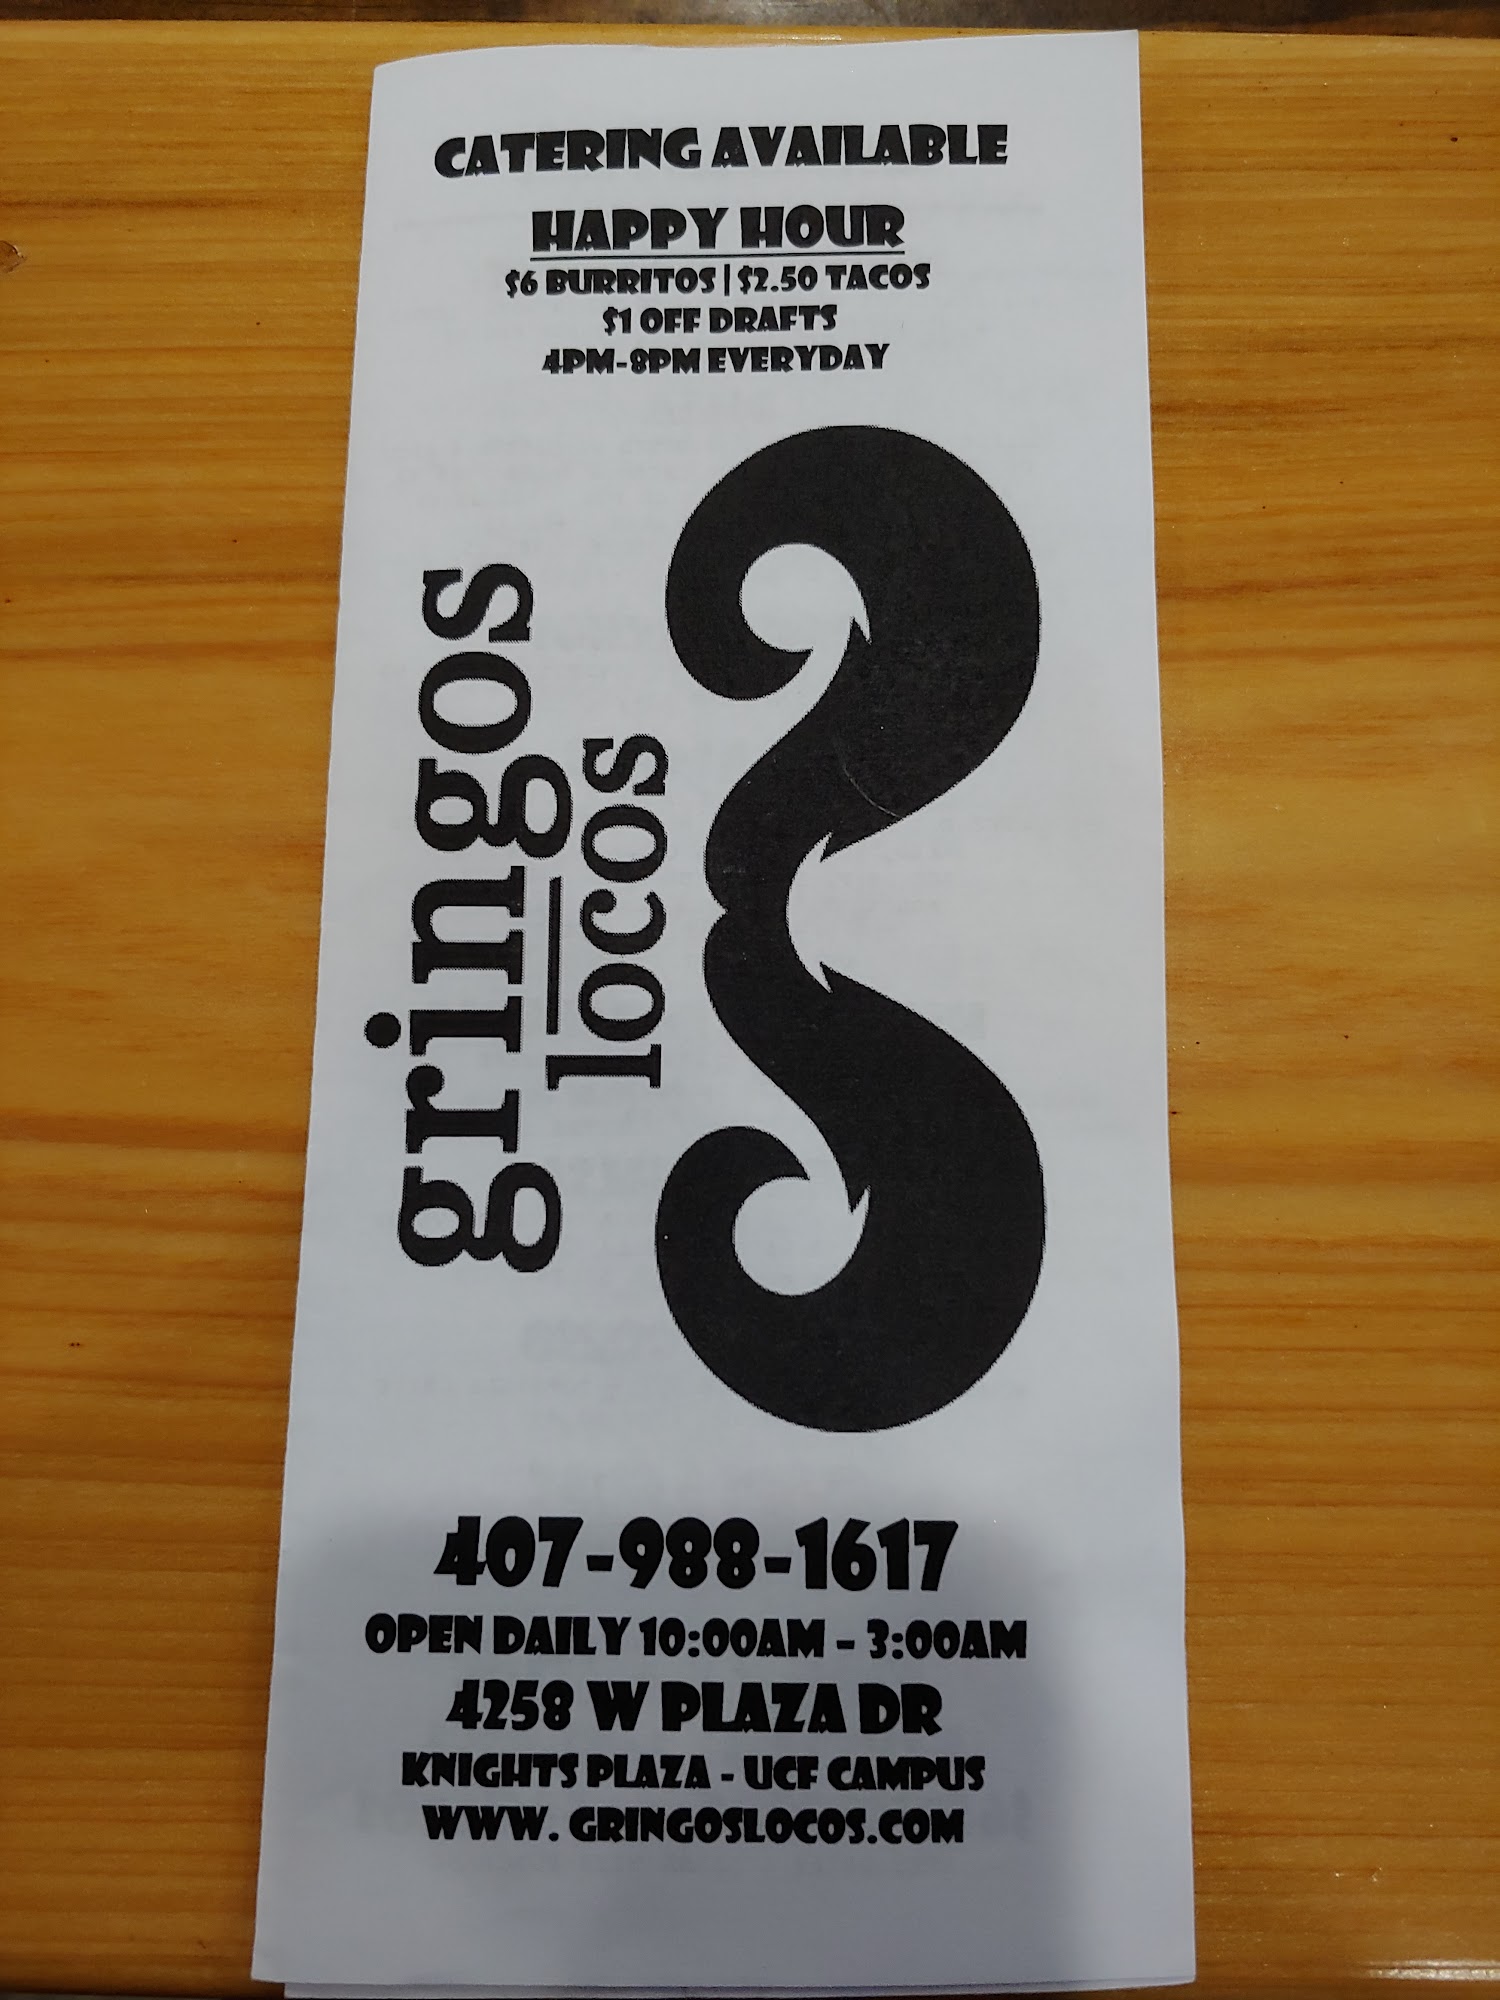 CATERING AVAILABLE
HAPPY HOUR
$6 BURRITOS | $2.50 TACOS
$1 OFF DRAFTS
4PM-8PM EVERYDAY
gringos
locos
407-988-1617
OPEN DAILY 10:00AM - 3:00AM
4258 W PLAZA DR
KNIGHTS PLAZA - UCF CAMPUS
WWW. GRINGOSLOCOS.COM